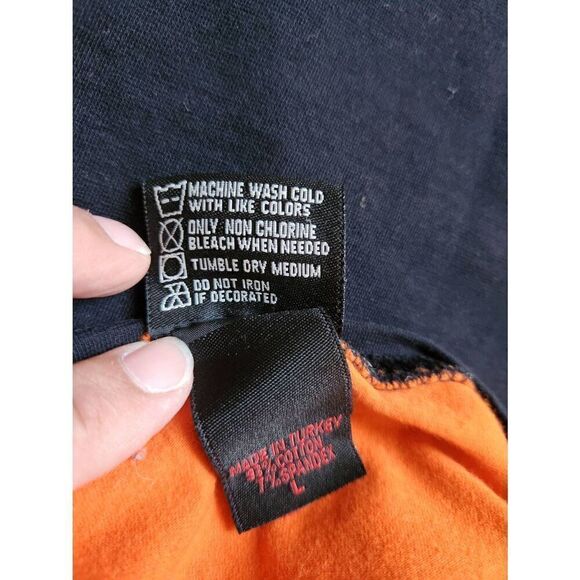 MACHINE WASH COLD
WITH LIKE COLORS
ONLY NON CHLORINE
BLEACH WHEN NEEDED
TUMBLE DRY MEDIUM
DO NOT IRON
IF DECORATED
MADE IN TURKEY
93% COTTON
7% SPANDEX
L